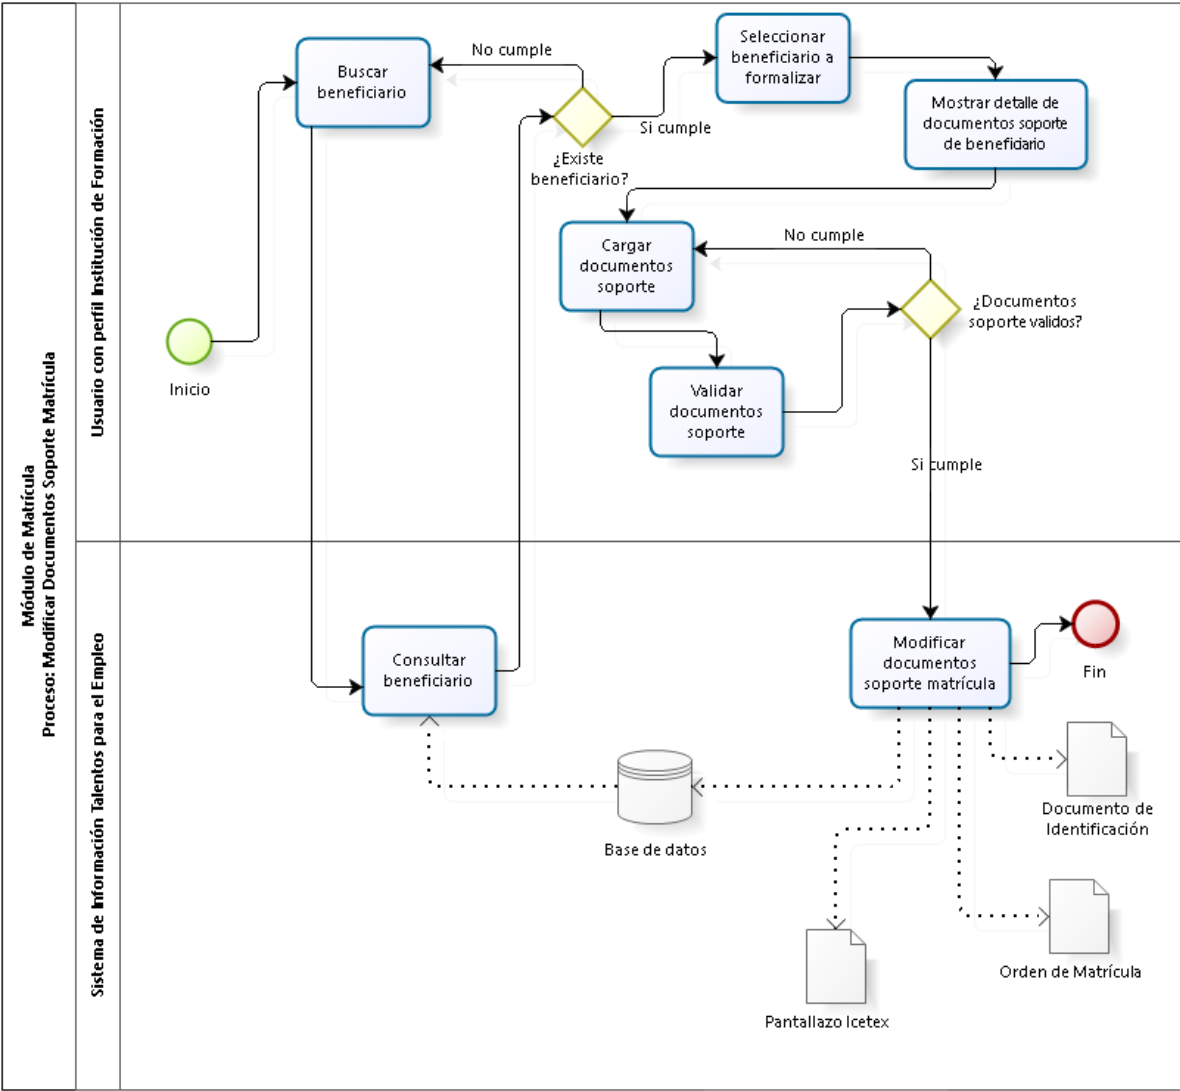 Módulo de Matrícula
Proceso: Modificar Documentos Soporte Matrícula
Usuario con perfil Institución de Formación
Inicio
Buscar
beneficiario
No cumple
¿Existe
beneficiario?
Si cumple
Seleccionar
beneficiario a
formalizar
Mostrar detalle de
documentos soporte
de beneficiario
Cargar
documentos
soporte
No cumple
¿Documentos
soporte validos?
Validar
documentos
soporte
Si cumple
Sistema de Información Talentos para el Empleo
Consultar
beneficiario
Modificar
documentos
soporte matrícula
Fin
Base de datos
Documento de
Identificación
Orden de Matrícula
Pantallazo Icetex